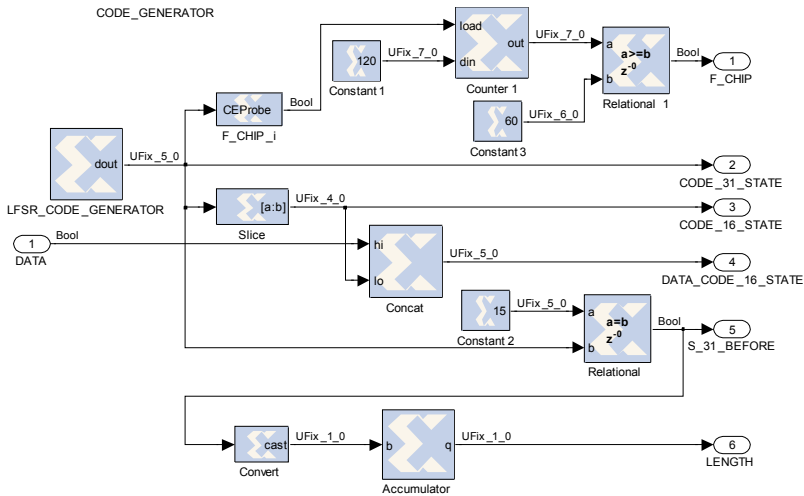 CODE_GENERATOR
load
out
din
Counter 1
120
Constant 1
UFix_7_0
UFix_7_0
a
a>=b
z-0
b
Relational 1
Bool
1
F_CHIP
60
Constant 3
UFix_6_0
CEProbe
F_CHIP_i
Bool
dout
LFSR_CODE_GENERATOR
UFix_5_0
2
CODE_31_STATE
[a:b]
Slice
UFix_4_0
3
CODE_16_STATE
1
DATA
Bool
hi
lo
Concat
UFix_5_0
4
DATA_CODE_16_STATE
15
Constant 2
UFix_5_0
a
a=b
z-0
b
Relational
Bool
5
S_31_BEFORE
cast
Convert
UFix_1_0
b
q
Accumulator
UFix_1_0
6
LENGTH